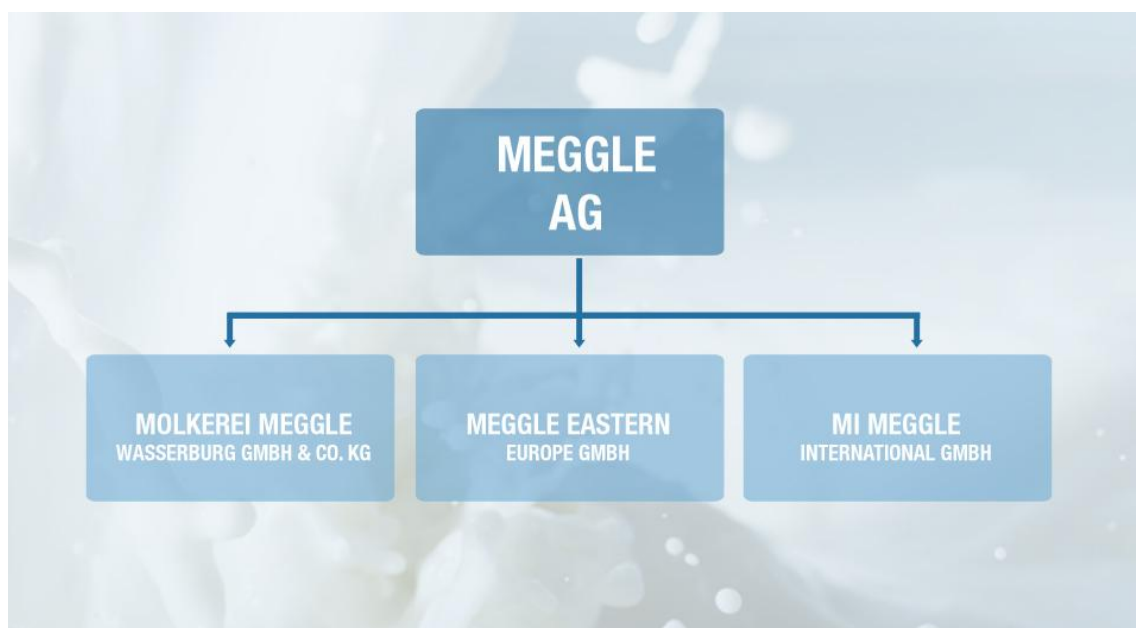 MEGGLE
AG
MOLKEREI MEGGLE
WASSERBURG GMBH & CO. KG
MEGGLE EASTERN
EUROPE GMBH
MI MEGGLE
INTERNATIONAL GMBH